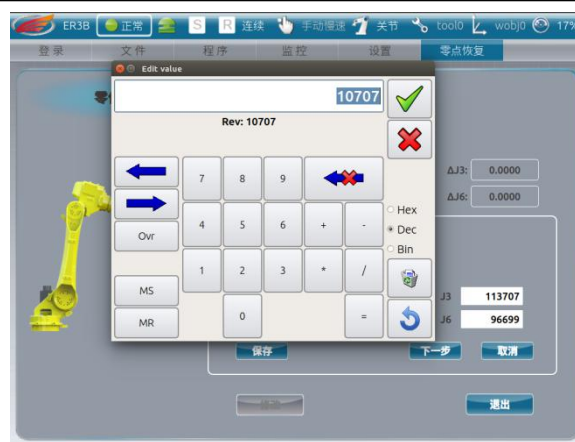 ER3B 正常 S R 连续 手动慢速 关节 tool0 wobj0 17%
登录 文件 程序 监控 设置 零点恢复
Edit value
10707
Rev: 10707
7 8 9
Ovr 4 5 6 + -
Hex
Dec
Bin
MS 1 2 3 * /
MR 0 =
ΔJ3: 0.0000
ΔJ6: 0.0000
J3 113707
J6 96699
保存 下一步 取消
退出